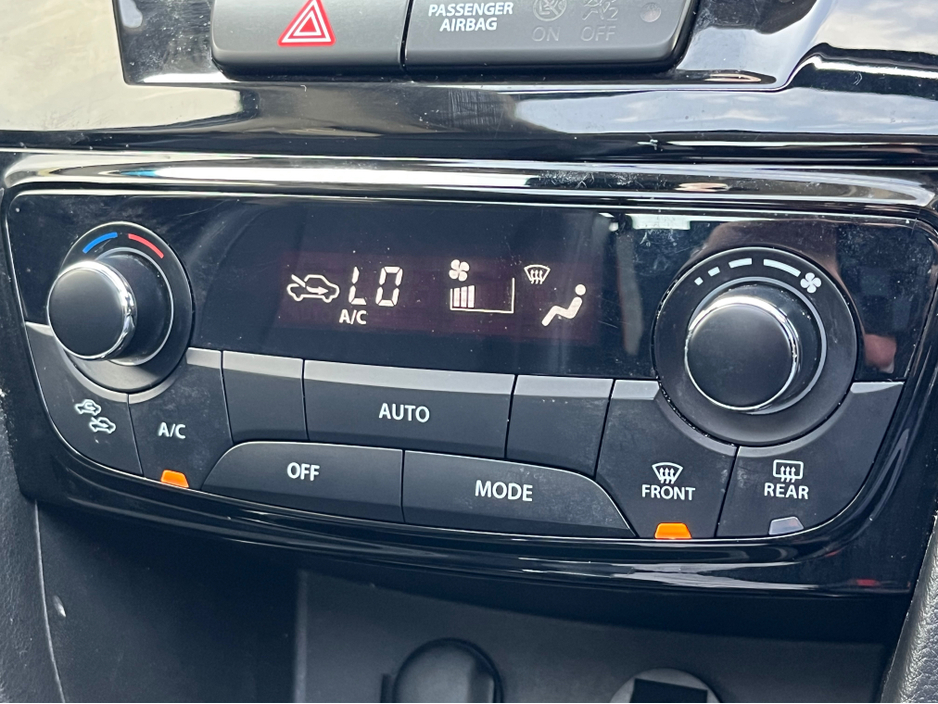 PASSENGER
AIRBAG
ON
OFF
LO
A/C
AUTO
A/C
OFF
MODE
FRONT
REAR